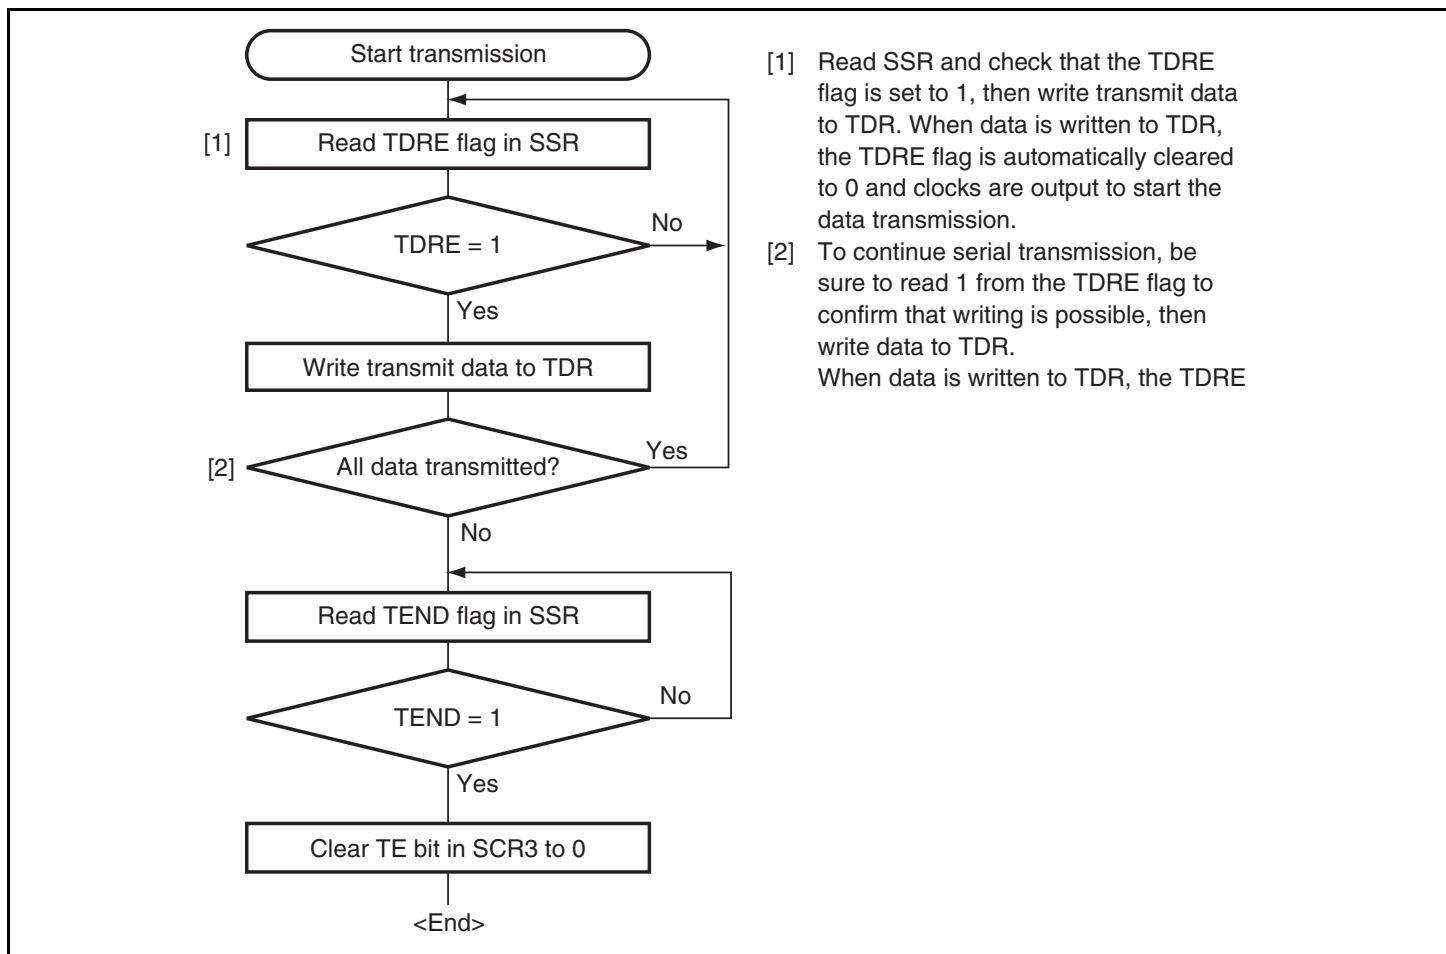 Start transmission
[1] Read TDRE flag in SSR
TDRE = 1
No
Yes
Write transmit data to TDR
[2] All data transmitted?
Yes
No
Read TEND flag in SSR
TEND = 1
No
Yes
Clear TE bit in SCR3 to 0
<End>
[1] Read SSR and check that the TDRE
flag is set to 1, then write transmit data
to TDR. When data is written to TDR,
the TDRE flag is automatically cleared
to 0 and clocks are output to start the
data transmission.
[2] To continue serial transmission, be
sure to read 1 from the TDRE flag to
confirm that writing is possible, then
write data to TDR.
When data is written to TDR, the TDRE